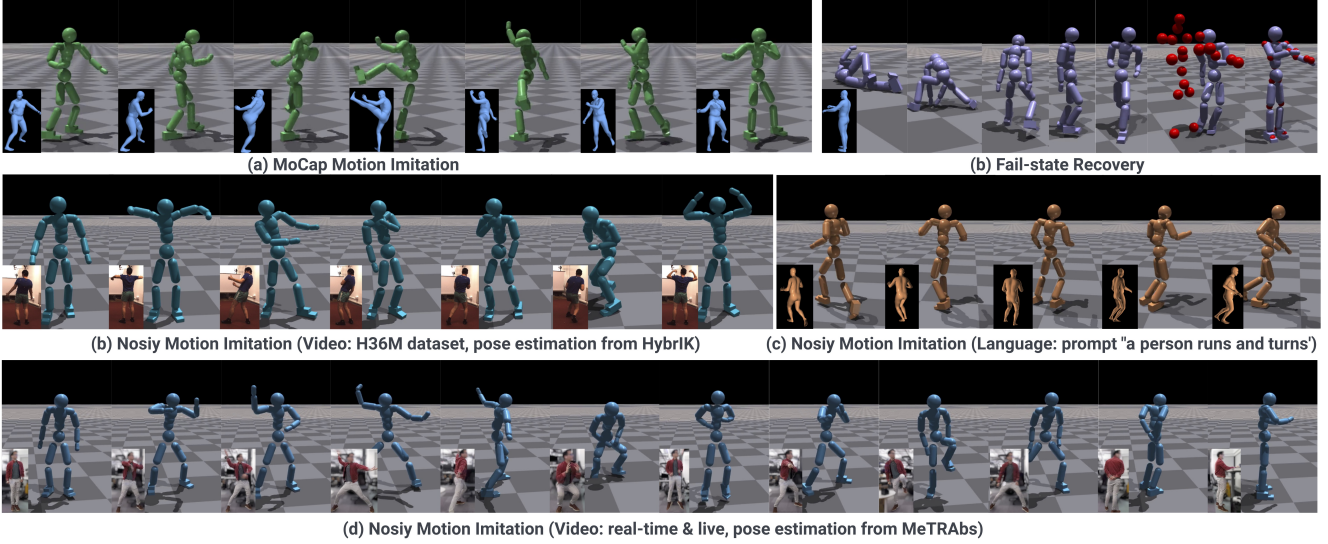 (a) MoCap Motion Imitation
(b) Fail-state Recovery
(b) Nosiy Motion Imitation (Video: H36M dataset, pose estimation from HybrIK)
(c) Nosiy Motion Imitation (Language: prompt "a person runs and turns')
(d) Nosiy Motion Imitation (Video: real-time & live, pose estimation from MeTRAbs)